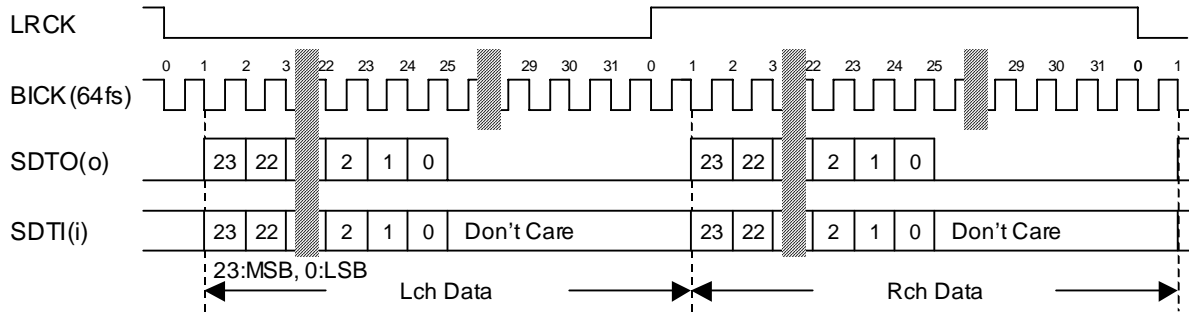 LRCK
0 1 2 3 22 23 24 25 29 30 31 0 1 2 3 22 23 24 25 29 30 31 0 1
BICK(64fs)
SDTO(o) 23 22 2 1 0 23 22 2 1 0
SDTI(i) 23 22 2 1 0 Don't Care 23 22 2 1 0 Don't Care
23:MSB, 0:LSB
Lch Data Rch Data